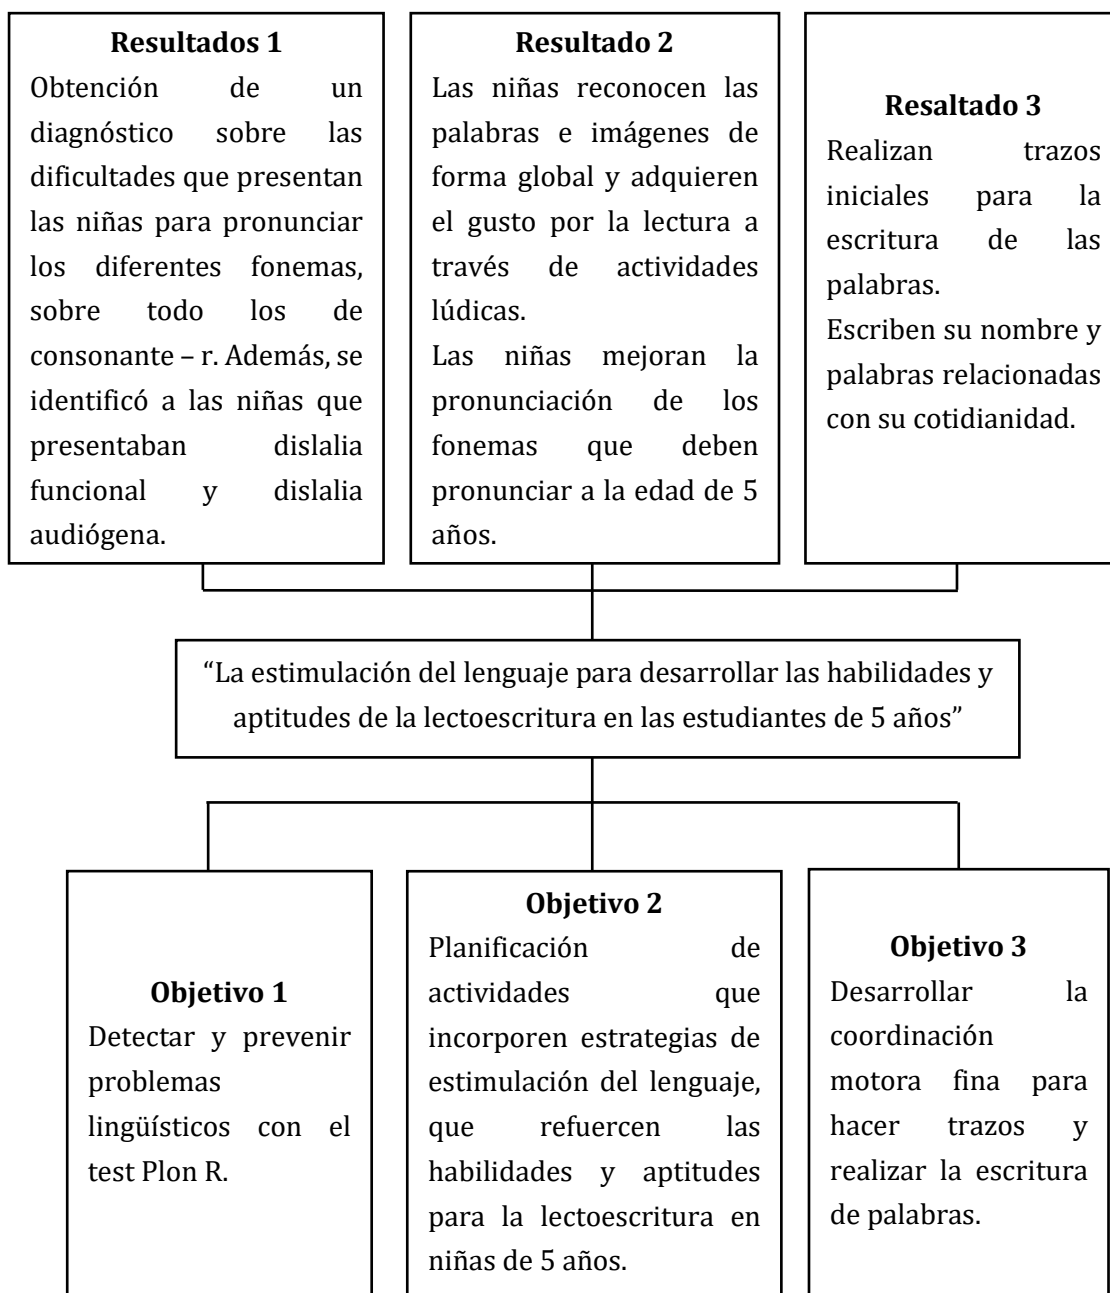 Resultados 1
Obtención de un
diagnóstico sobre las
dificultades que presentan
las niñas para pronunciar
los diferentes fonemas,
sobre todo los de
consonante – r. Además, se
identificó a las niñas que
presentaban dislalia
funcional y dislalia
audiógena.
Resultado 2
Las niñas reconocen las
palabras e imágenes de
forma global y adquieren
el gusto por la lectura a
través de actividades
lúdicas.
Las niñas mejoran la
pronunciación de los
fonemas que deben
pronunciar a la edad de 5
años.
Resaltado 3
Realizan trazos
iniciales para la
escritura de las
palabras.
Escriben su nombre y
palabras relacionadas
con su cotidianidad.
“La estimulación del lenguaje para desarrollar las habilidades y
aptitudes de la lectoescritura en las estudiantes de 5 años”
Objetivo 1
Detectar y prevenir
problemas
lingüísticos con el
test Plon R.
Objetivo 2
Planificación de
actividades que
incorporen estrategias de
estimulación del lenguaje,
que refuercen las
habilidades y aptitudes
para la lectoescritura en
niñas de 5 años.
Objetivo 3
Desarrollar la
coordinación
motora fina para
hacer trazos y
realizar la escritura
de palabras.